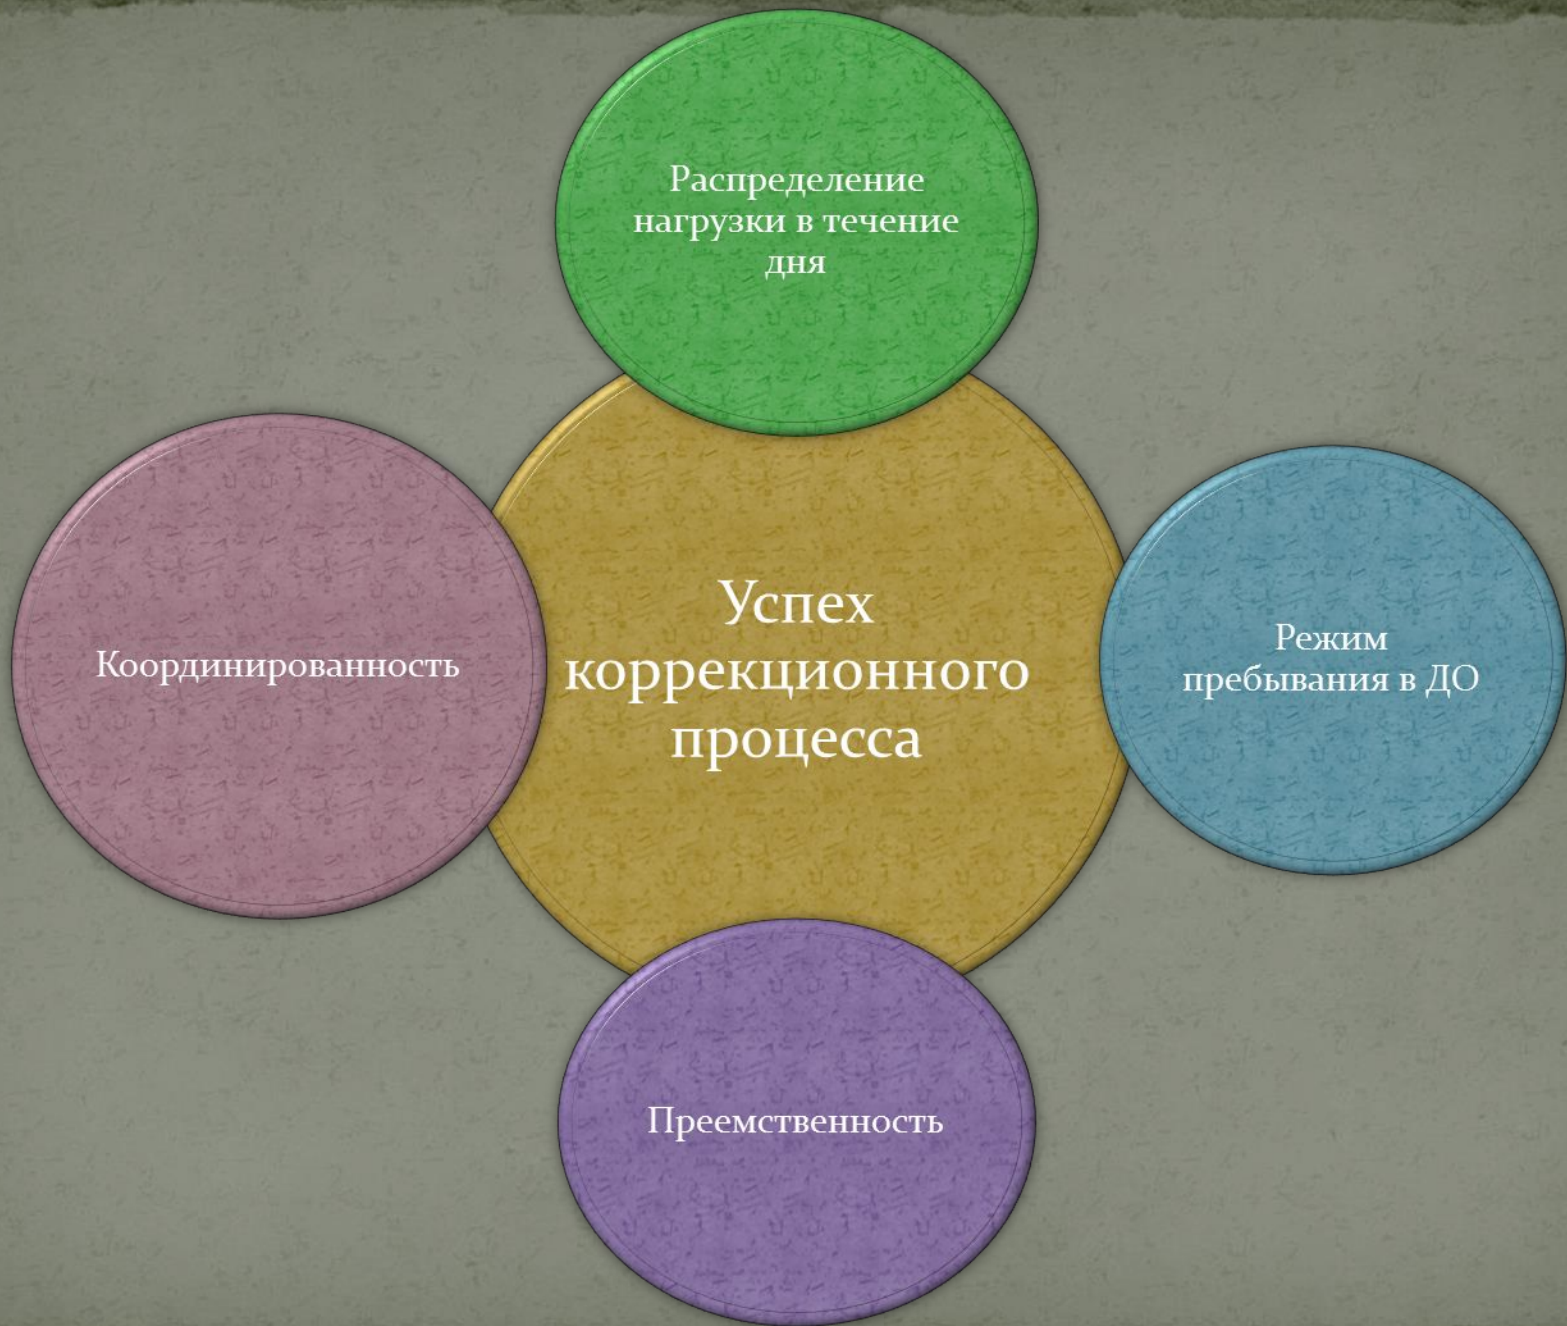 Распределение
нагрузки в течение
дня
Координированность
Успех
коррекционного
процесса
Режим
пребывания в ДО
Преемственность